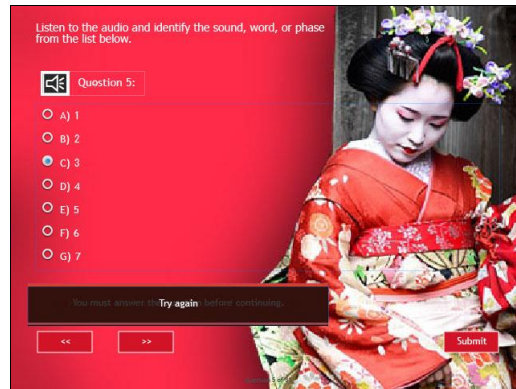 Listen to the audio and identify the sound, word, or phase
from the list below.
Question 5:
A) 1
B) 2
C) 3
D) 4
E) 5
F) 6
G) 7
You must answer the Try again before continuing.
<< >>
Submit